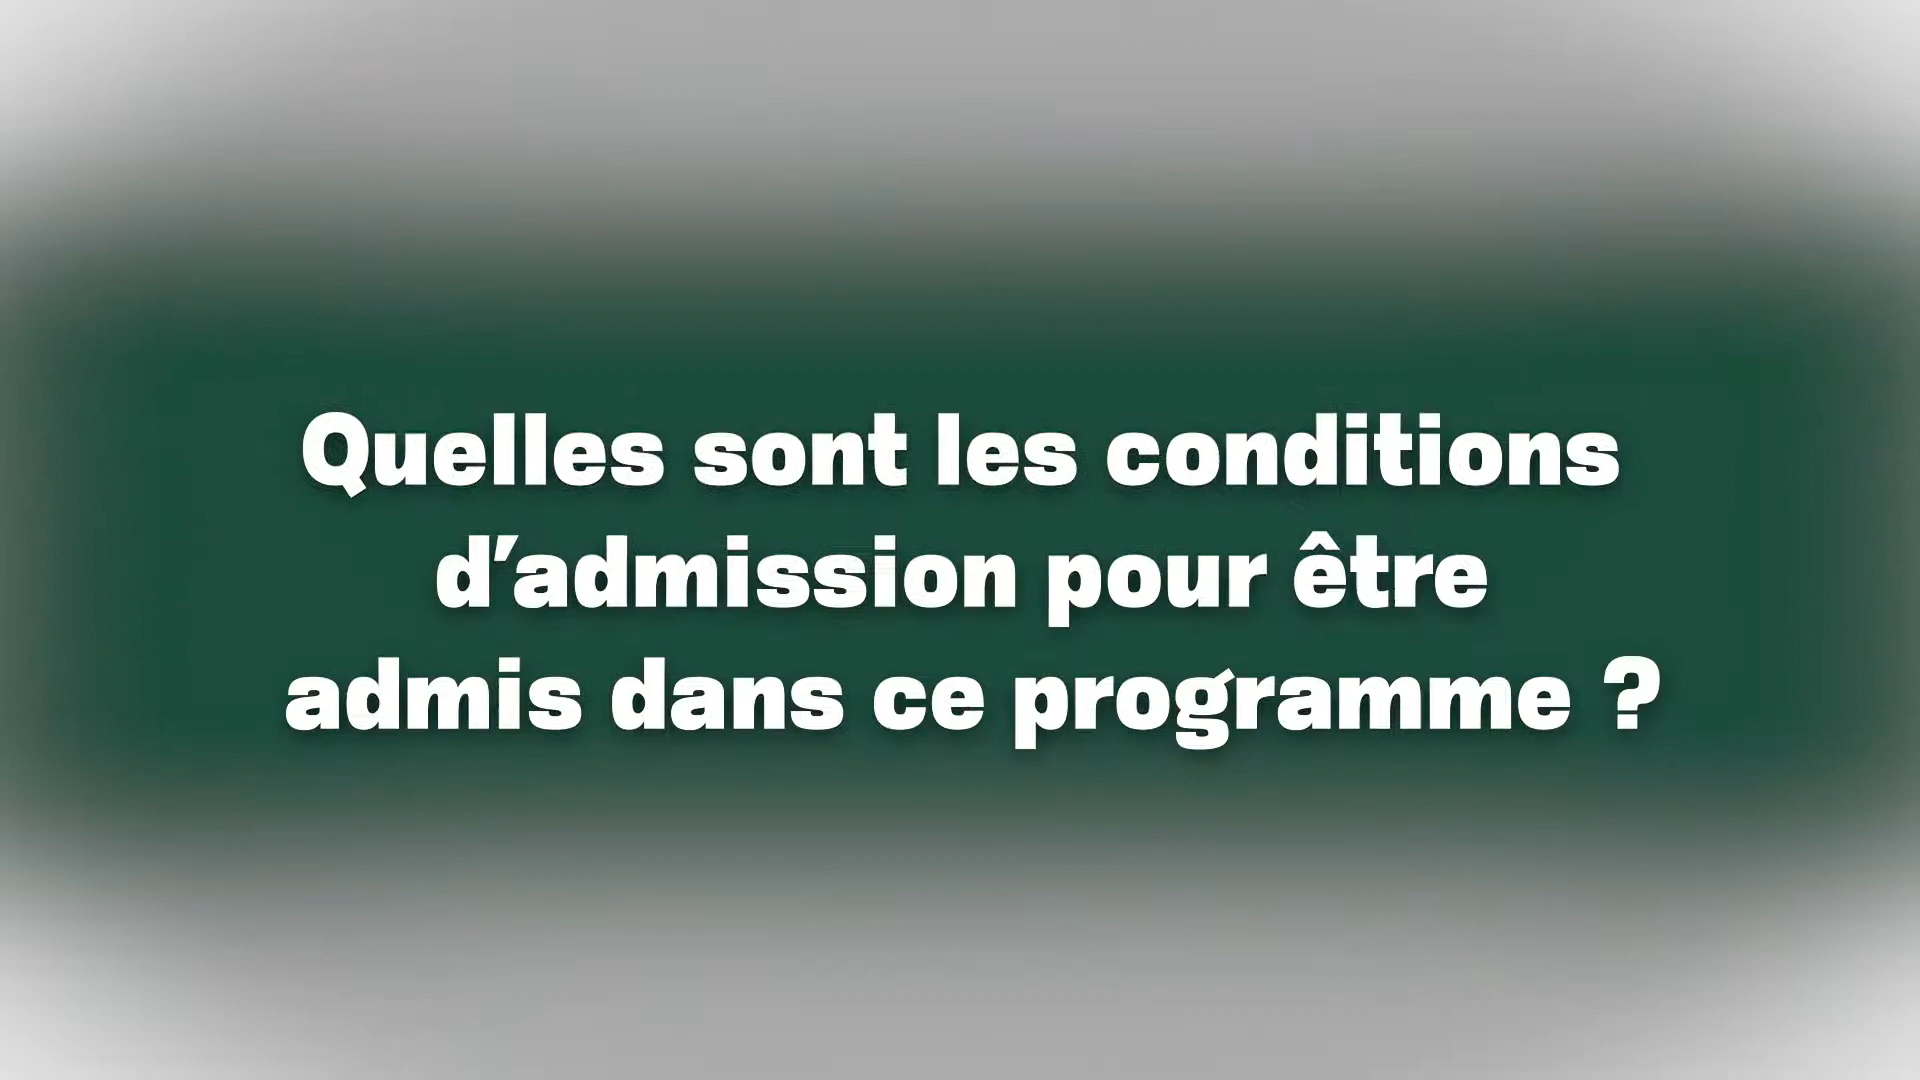 Quelles sont les conditions
d’admission pour être
admis dans ce programme ?